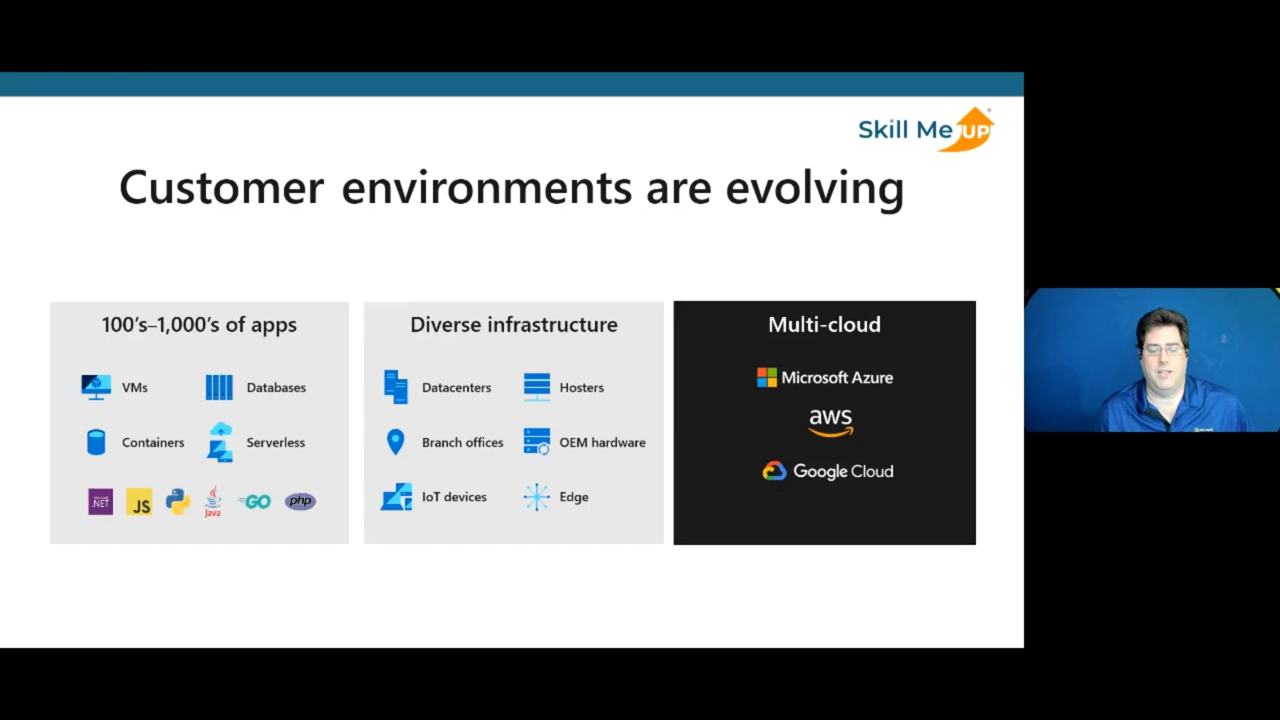 Skill Me UP
Customer environments are evolving
100's–1,000's of apps
VMs
Databases
Containers
Serverless
Microsoft
.NET
JS
Java
GO
php
Diverse infrastructure
Datacenters
Hosters
Branch offices
OEM hardware
IoT devices
Edge
Multi-cloud
Microsoft Azure
aws
Google Cloud